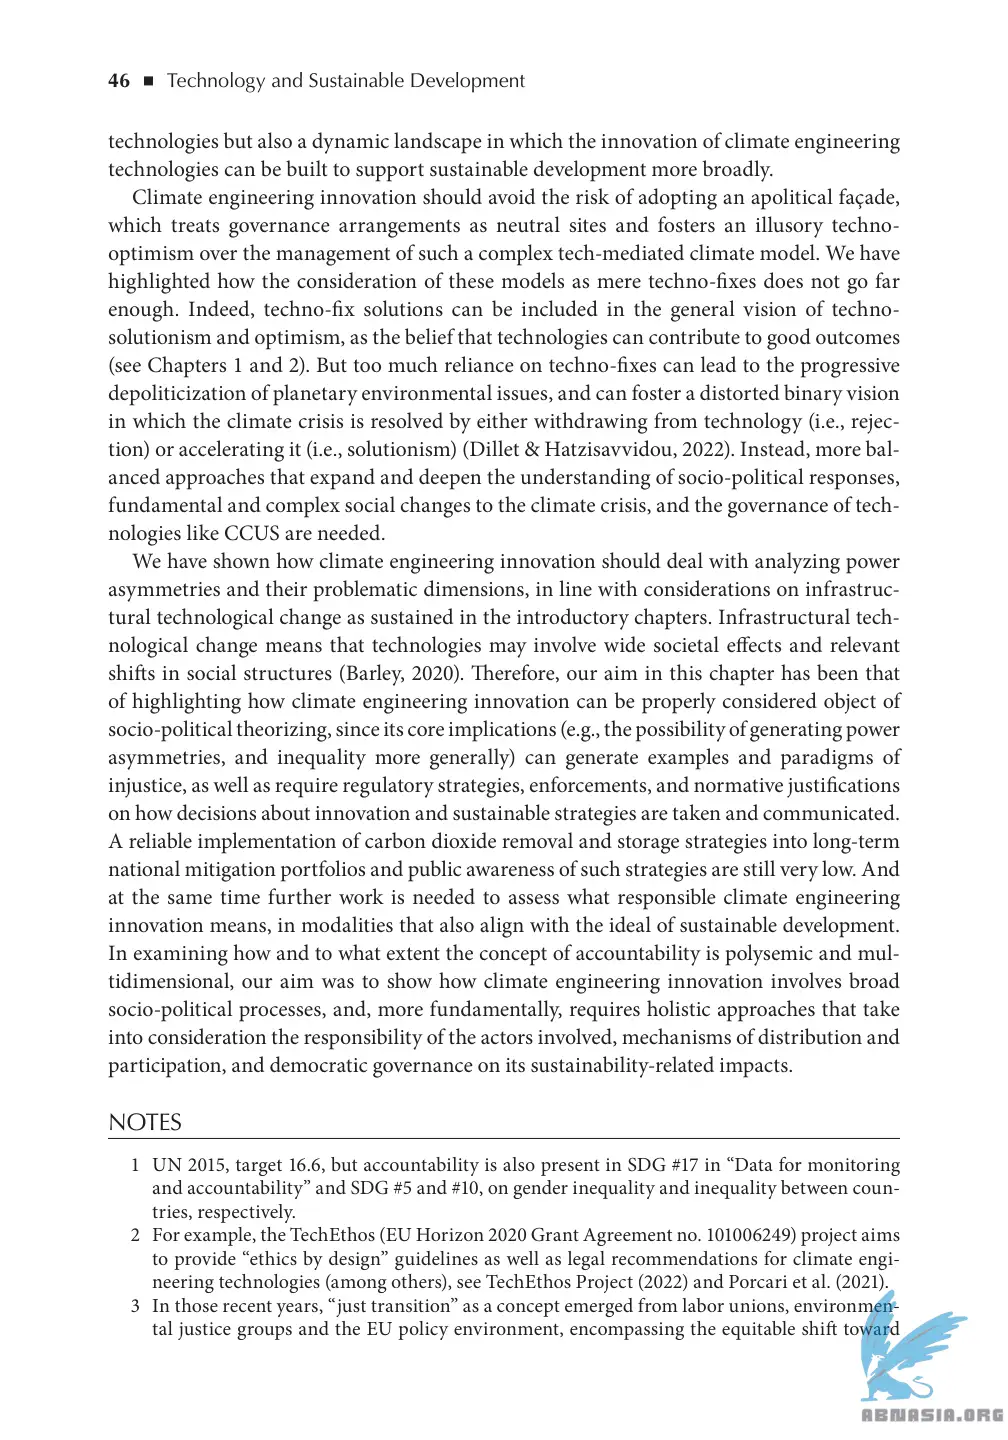 46 ■ Technology and Sustainable Development
technologies but also a dynamic landscape in which the innovation of climate engineering
technologies can be built to support sustainable development more broadly.
Climate engineering innovation should avoid the risk of adopting an apolitical façade,
which treats governance arrangements as neutral sites and fosters an illusory techno-
optimism over the management of such a complex tech-mediated climate model. We have
highlighted how the consideration of these models as mere techno-fixes does not go far
enough. Indeed, techno-fix solutions can be included in the general vision of techno-
solutionism and optimism, as the belief that technologies can contribute to good outcomes
(see Chapters 1 and 2). But too much reliance on techno-fixes can lead to the progressive
depoliticization of planetary environmental issues, and can foster a distorted binary vision
in which the climate crisis is resolved by either withdrawing from technology (i.e., rejec-
tion) or accelerating it (i.e., solutionism) (Dillet & Hatzisavvidou, 2022). Instead, more bal-
anced approaches that expand and deepen the understanding of socio-political responses,
fundamental and complex social changes to the climate crisis, and the governance of tech-
nologies like CCUS are needed.
We have shown how climate engineering innovation should deal with analyzing power
asymmetries and their problematic dimensions, in line with considerations on infrastruc-
tural technological change as sustained in the introductory chapters. Infrastructural tech-
nological change means that technologies may involve wide societal effects and relevant
shifts in social structures (Barley, 2020). Therefore, our aim in this chapter has been that
of highlighting how climate engineering innovation can be properly considered object of
socio-political theorizing, since its core implications (e.g., the possibility of generating power
asymmetries, and inequality more generally) can generate examples and paradigms of
injustice, as well as require regulatory strategies, enforcements, and normative justifications
on how decisions about innovation and sustainable strategies are taken and communicated.
A reliable implementation of carbon dioxide removal and storage strategies into long-term
national mitigation portfolios and public awareness of such strategies are still very low. And
at the same time further work is needed to assess what responsible climate engineering
innovation means, in modalities that also align with the ideal of sustainable development.
In examining how and to what extent the concept of accountability is polysemic and mul-
tidimensional, our aim was to show how climate engineering innovation involves broad
socio-political processes, and, more fundamentally, requires holistic approaches that take
into consideration the responsibility of the actors involved, mechanisms of distribution and
participation, and democratic governance on its sustainability-related impacts.
NOTES
1 UN 2015, target 16.6, but accountability is also present in SDG #17 in “Data for monitoring
and accountability” and SDG #5 and #10, on gender inequality and inequality between coun-
tries, respectively.
2 For example, the TechEthos (EU Horizon 2020 Grant Agreement no. 101006249) project aims
to provide “ethics by design” guidelines as well as legal recommendations for climate engi-
neering technologies (among others), see TechEthos Project (2022) and Porcari et al. (2021).
3 In those recent years, “just transition” as a concept emerged from labor unions, environmen-
tal justice groups and the EU policy environment, encompassing the equitable shift toward
ABNASIA.ORG